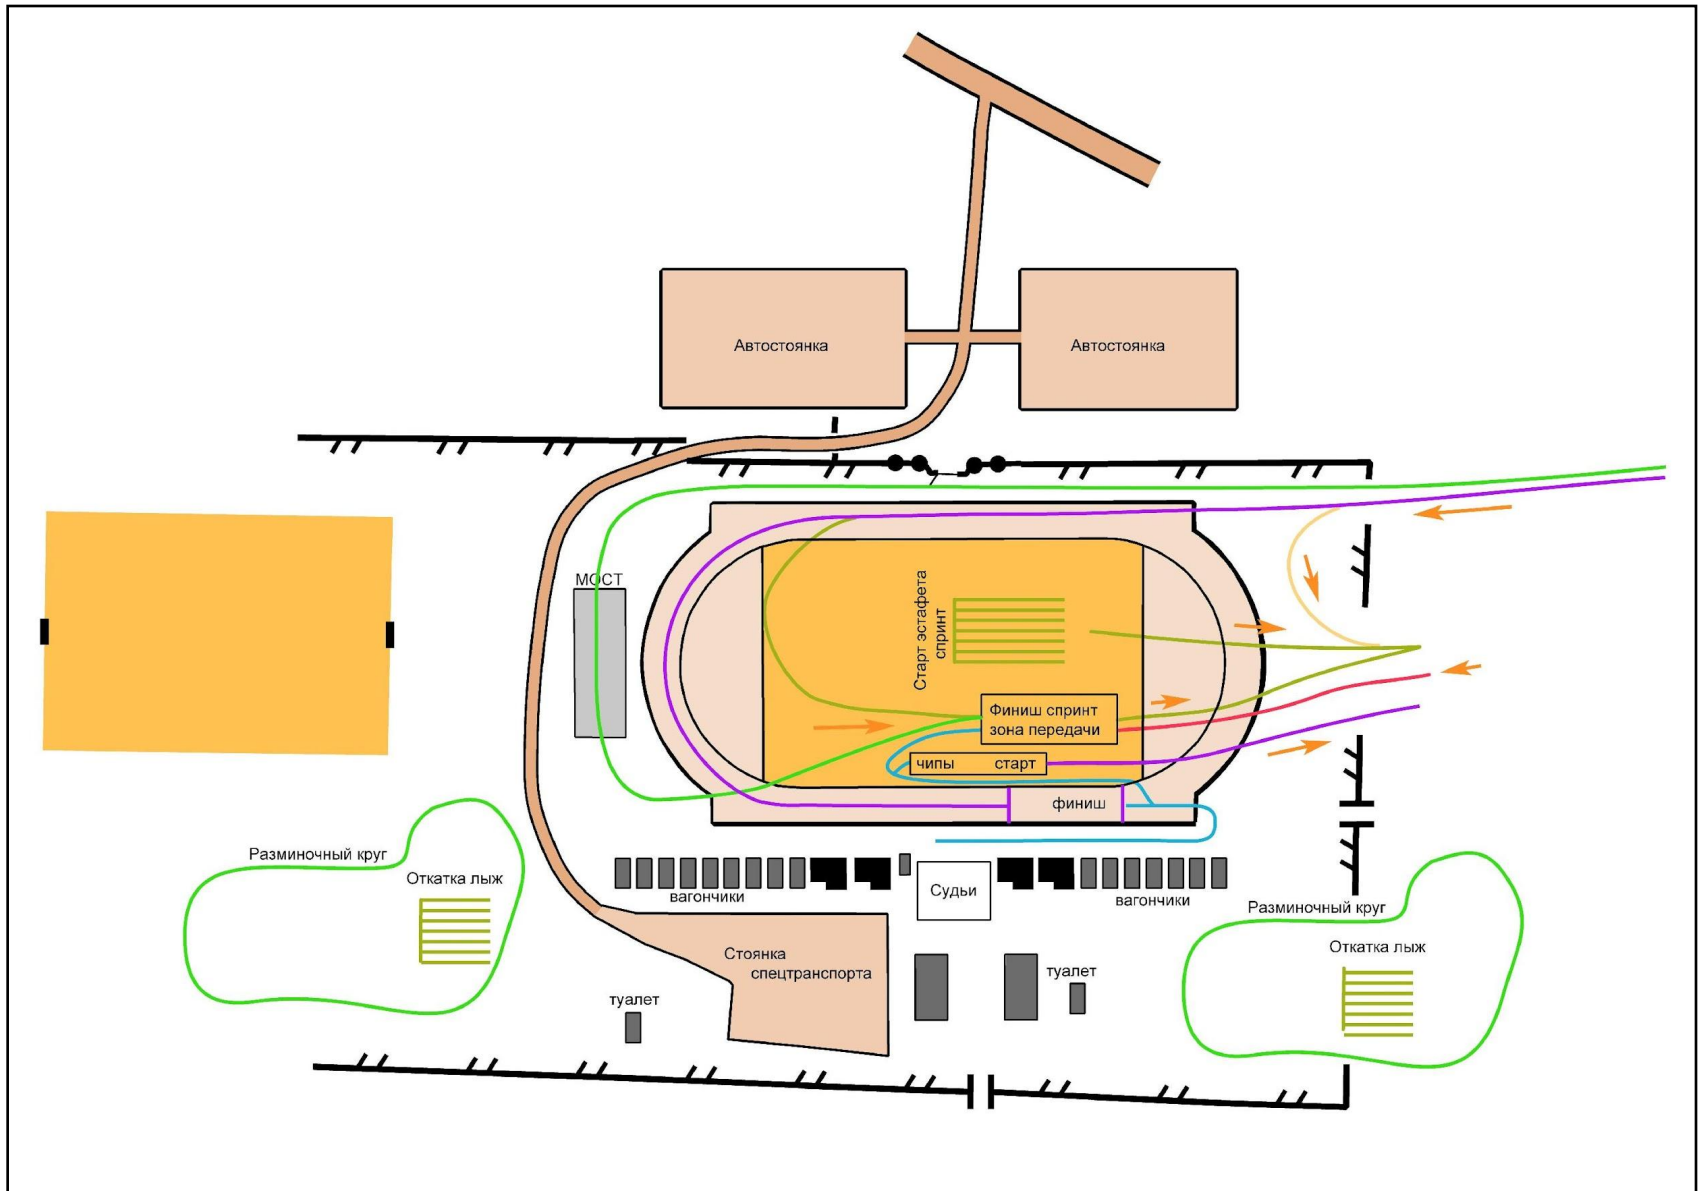 Автостоянка
Автостоянка
МОСТ
Старт эстафета
спринт
Финиш спринт
зона передачи
чипы старт
финиш
Разминочный круг
Откатка лыж
вагончики
Судьи
вагончики
Разминочный круг
Откатка лыж
Стоянка
спецтранспорта
туалет
туалет